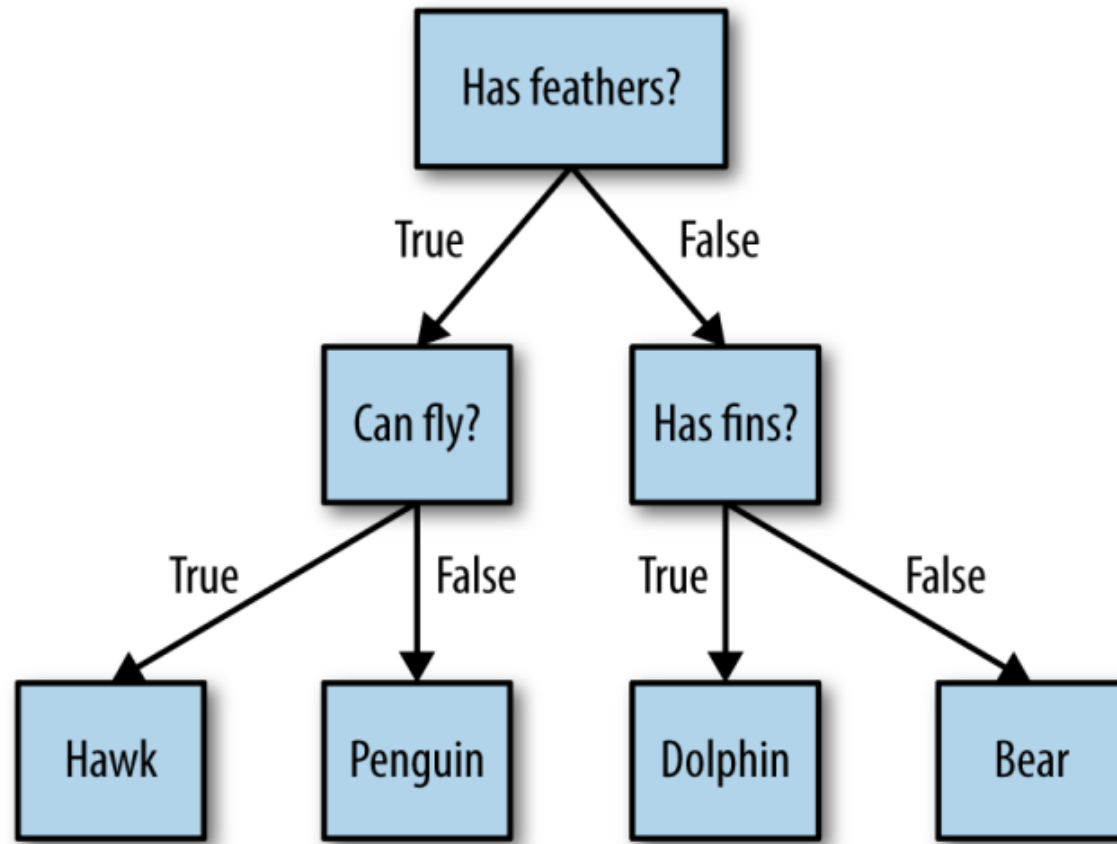 Has feathers?
True
False
Can fly?
Has fins?
True
False
True
False
Hawk
Penguin
Dolphin
Bear